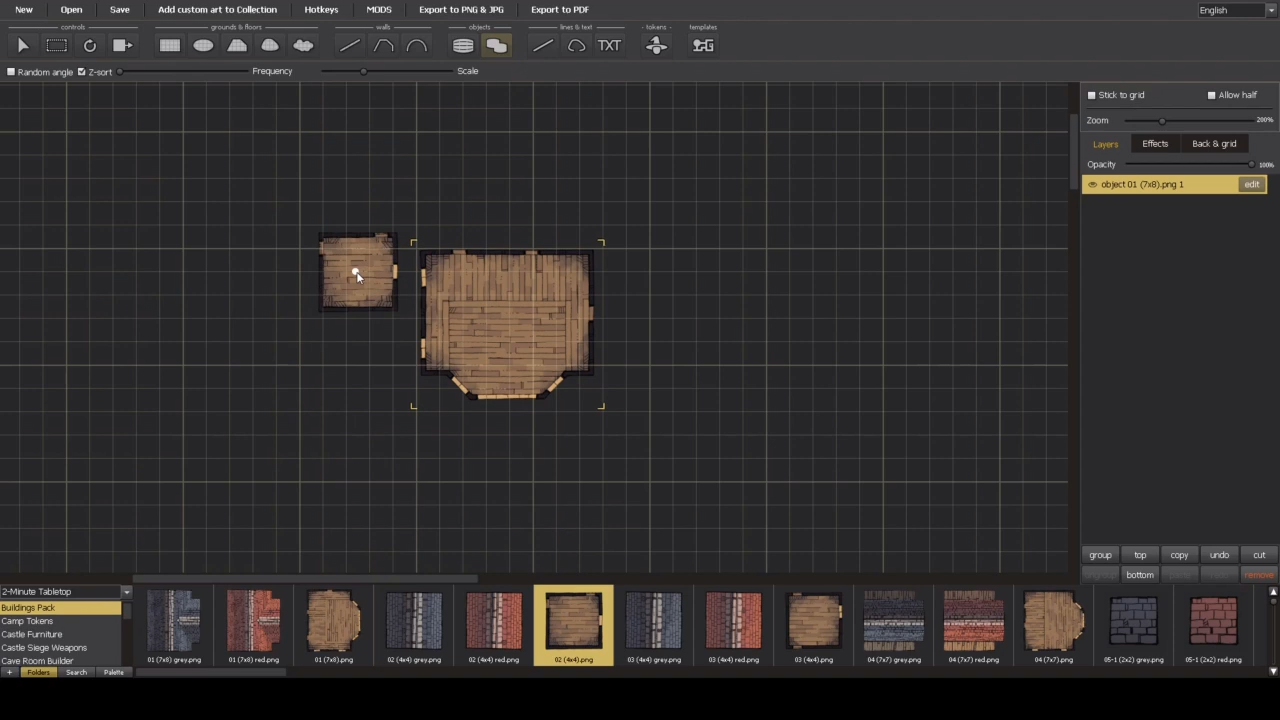 New Open Save Add custom art to Collection Hotkeys MODS Export to PNG & JPG Export to PDF English
controls grounds & floors walls objects lines & text tokens templates
TXT
Random angle Z-sort Frequency Scale
Stick to grid Allow half
Zoom 200%
Layers Effects Back & grid
Opacity 100%
object 01 (7x8).png 1 edit
group top copy undo cut
bottom remove
2-Minute Tabletop
Buildings Pack
Camp Tokens
Castle Furniture
Castle Siege Weapons
Cave Room Builder
01 (7x8) grey.png 01 (7x8) red.png 01 (7x8).png 02 (4x4) grey.png 02 (4x4) red.png 02 (4x4).png 03 (4x4) grey.png 03 (4x4) red.png 03 (4x4).png 04 (7x7) grey.png 04 (7x7) red.png 04 (7x7).png 05-1 (2x2) grey.png 05-1 (2x2) red.png
+ Folders Search Palette